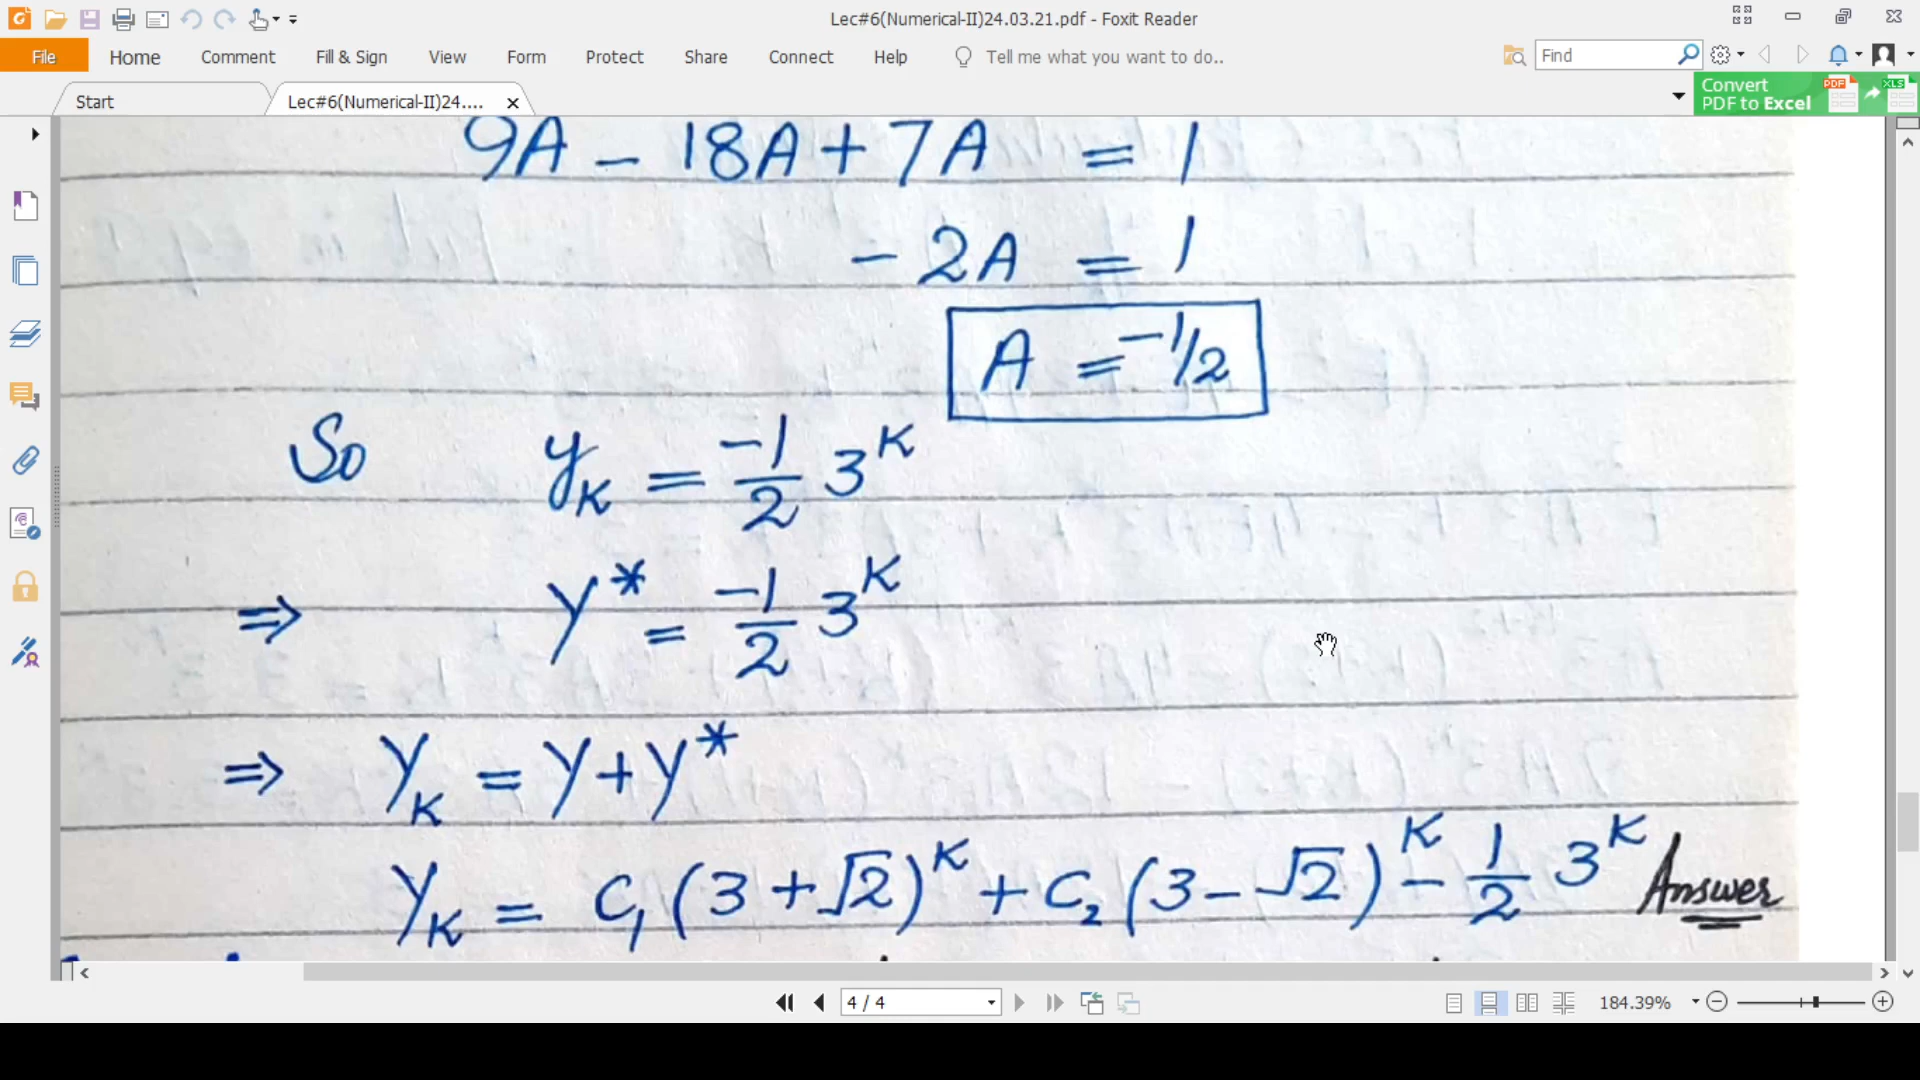 Lec#6(Numerical-II)24.03.21.pdf - Foxit Reader
File Home Comment Fill & Sign View Form Protect Share Connect Help Tell me what you want to do.. Find
Start Lec#6(Numerical-II)24.... Convert PDF to Excel PDF XLS
9A - 18A + 7A = 1
-2A = 1
A = -1/2
So y_K = -1/2 3^K
⇒ Y* = -1/2 3^K
⇒ Y_K = Y + Y*
Y_K = C₁(3 + √2)^K + C₂(3 - √2)^K - 1/2 3^K Answer
4 / 4 184.39%